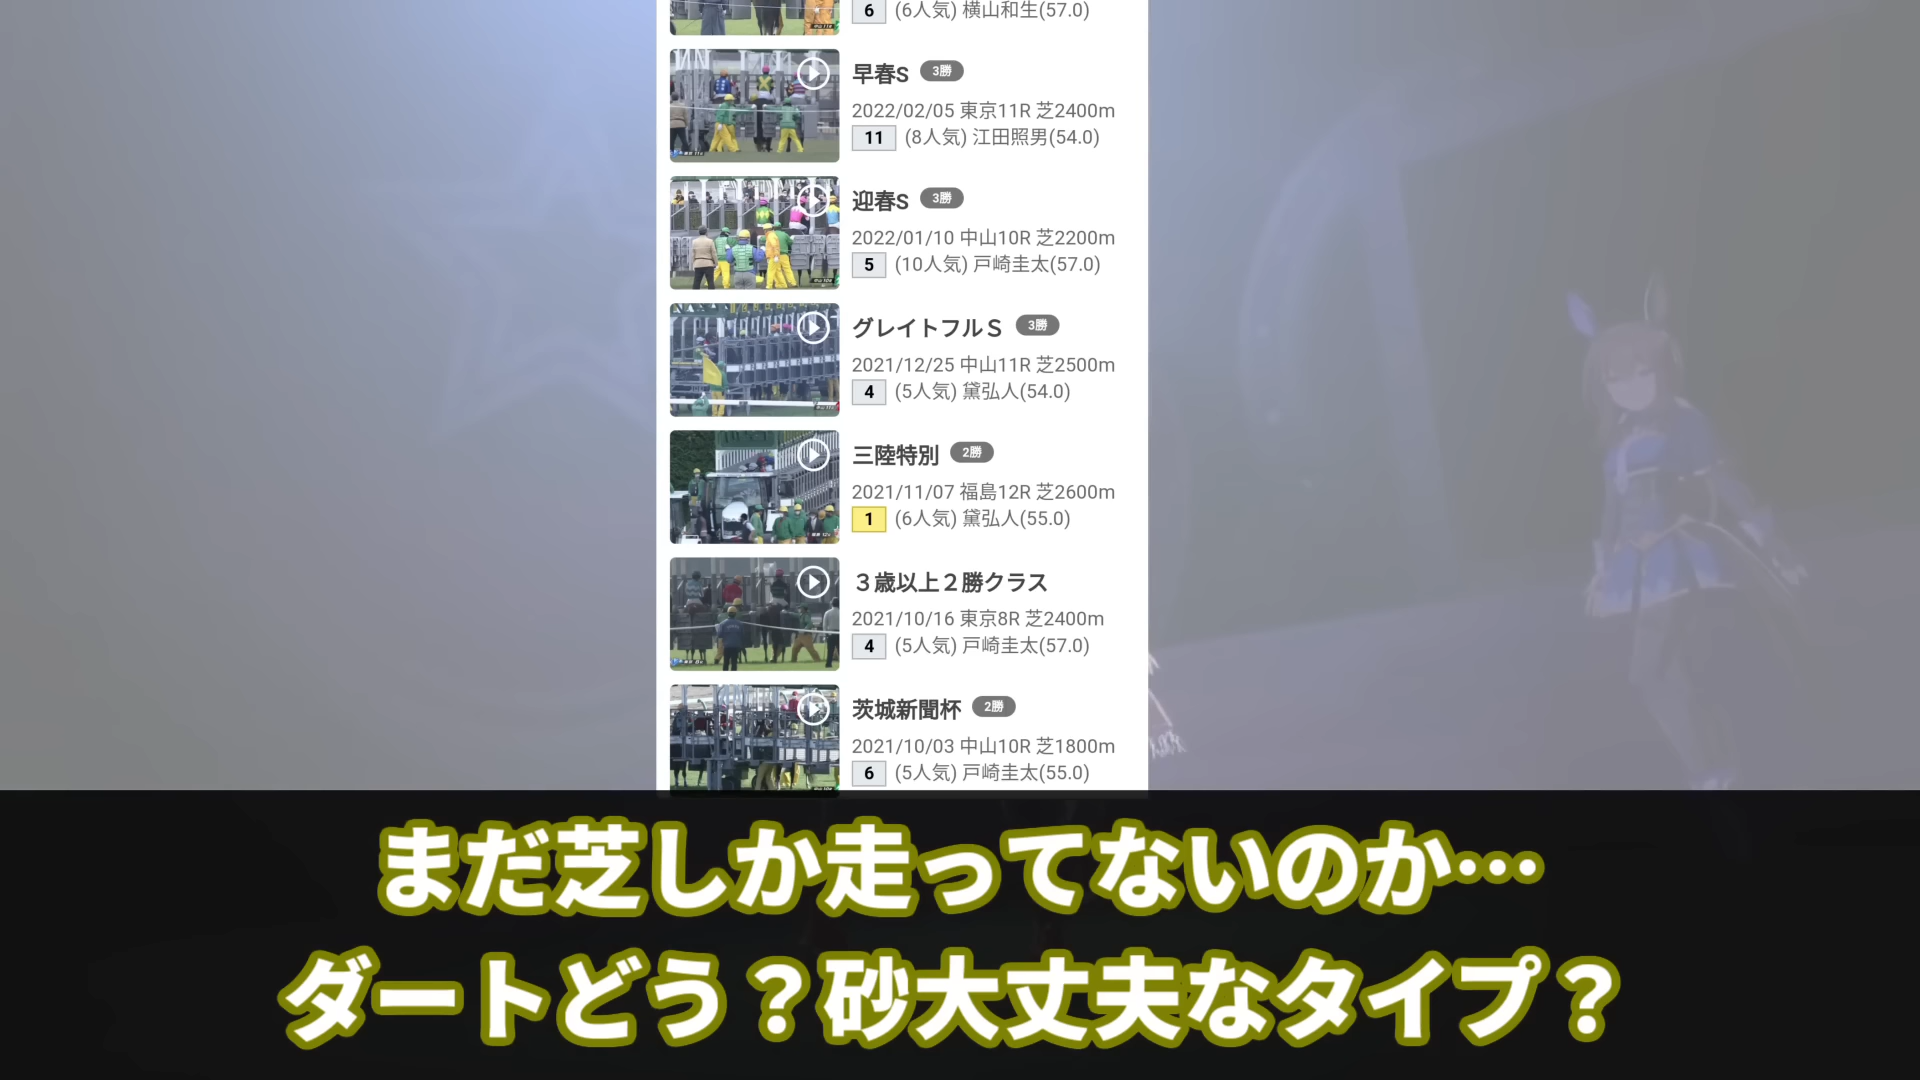 6 (6人気) 横山和生(57.0)
早春S 3勝
2022/02/05 東京11R 芝2400m
11 (8人気) 江田照男(54.0)
迎春S 3勝
2022/01/10 中山10R 芝2200m
5 (10人気) 戸崎圭太(57.0)
グレイトフルS 3勝
2021/12/25 中山11R 芝2500m
4 (5人気) 黛弘人(54.0)
三陸特別 2勝
2021/11/07 福島12R 芝2600m
1 (6人気) 黛弘人(55.0)
３歳以上２勝クラス
2021/10/16 東京8R 芝2400m
4 (5人気) 戸崎圭太(57.0)
茨城新聞杯 2勝
2021/10/03 中山10R 芝1800m
6 (5人気) 戸崎圭太(55.0)
まだ芝しか走ってないのか…
ダートどう？砂大丈夫なタイプ？